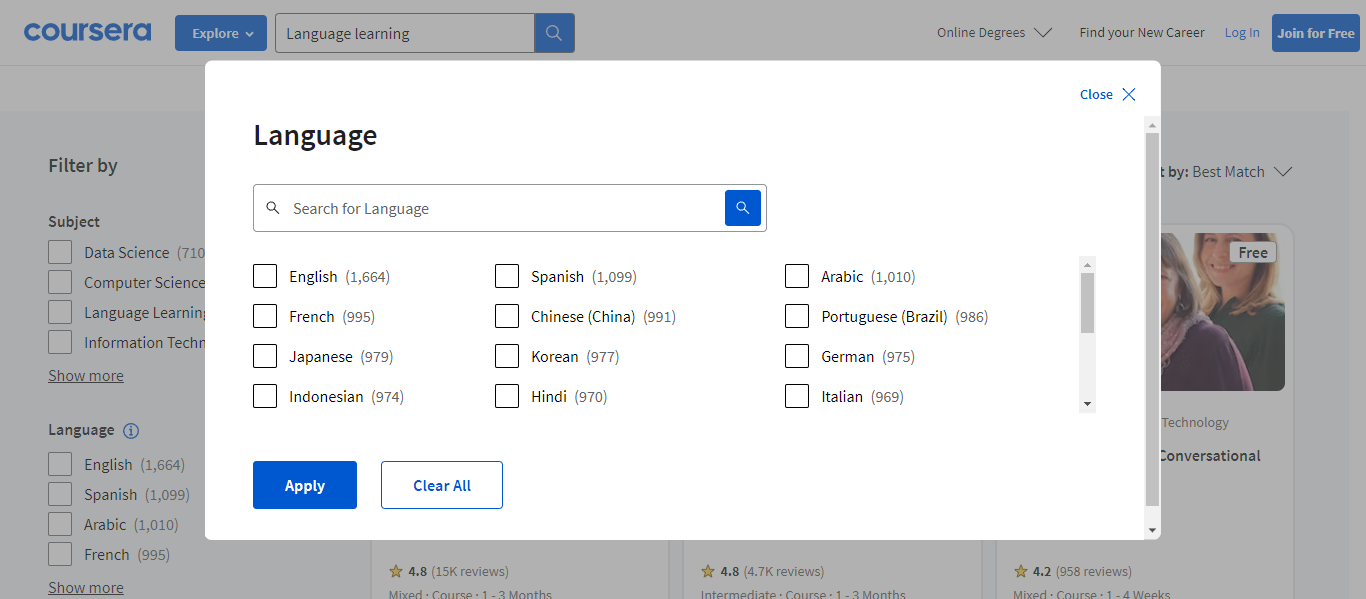 coursera
Explore
Language learning
Online Degrees
Find your New Career
Log In
Join for Free
Close
Language
Search for Language
English (1,664)
Spanish (1,099)
Arabic (1,010)
French (995)
Chinese (China) (991)
Portuguese (Brazil) (986)
Japanese (979)
Korean (977)
German (975)
Indonesian (974)
Hindi (970)
Italian (969)
Apply
Clear All
Filter by
Subject
Data Science (710
Computer Science
Language Learning
Information Techn
Show more
Language
English (1,664)
Spanish (1,099)
Arabic (1,010)
French (995)
Show more
t by: Best Match
Free
Technology
Conversational
4.8 (15K reviews)
Mixed · Course · 1 - 3 Months
4.8 (4.7K reviews)
Intermediate · Course · 1 - 3 Months
4.2 (958 reviews)
Mixed · Course · 1 - 4 Weeks